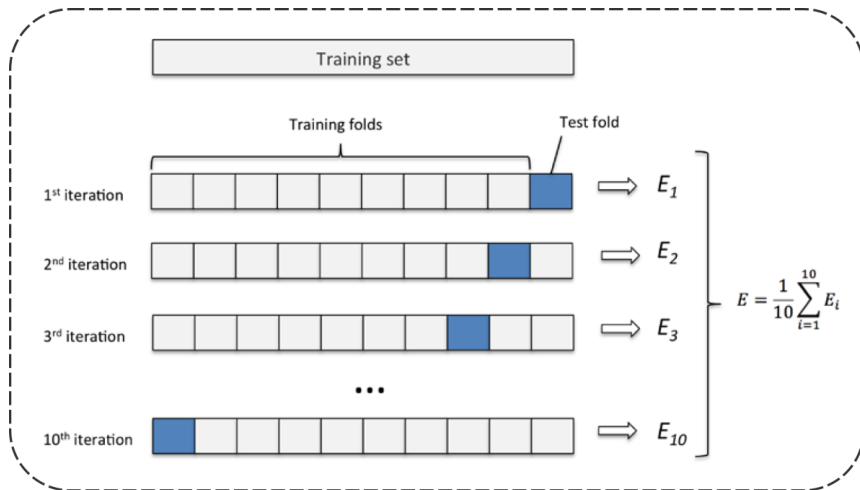 Training set
Training folds
Test fold
1st iteration
E1
2nd iteration
E2
3rd iteration
E3
...
10th iteration
E10
E = 1/10 ∑_{i=1}^{10} E_i